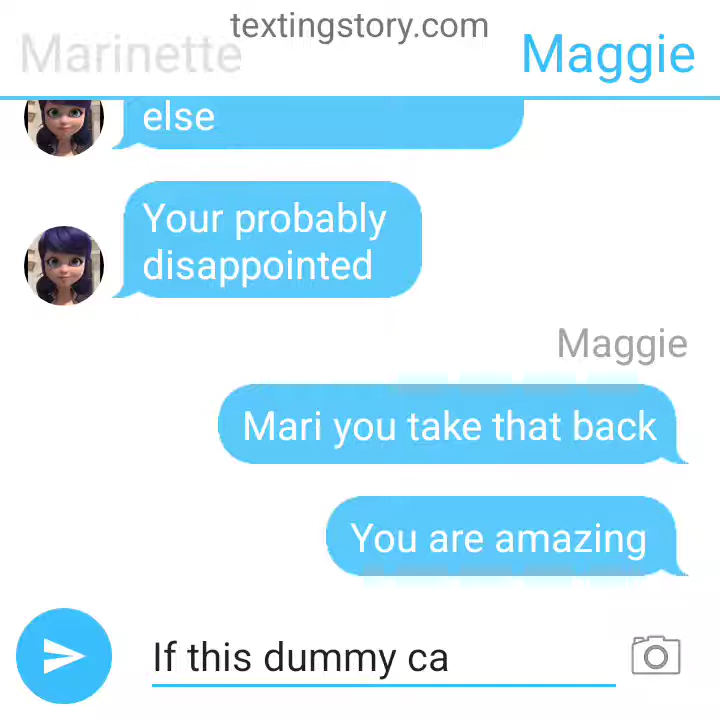 textingstory.com
Marinette
Maggie
else
Your probably
disappointed
Maggie
Mari you take that back
You are amazing
If this dummy ca